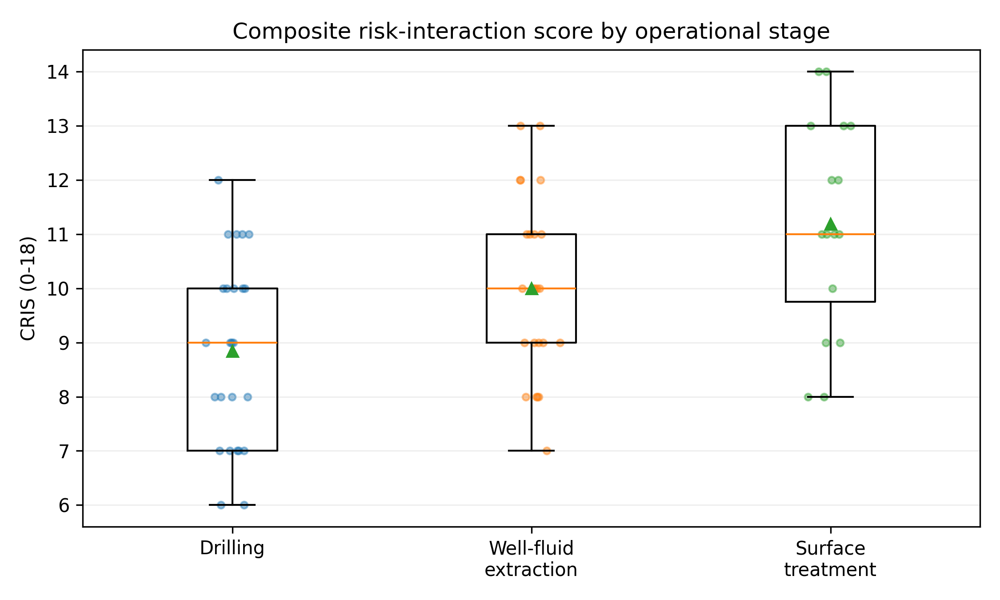 Composite risk-interaction score by operational stage
14
13
12
11
10
9
8
7
6
CRIS (0-18)
Drilling
Well-fluid
extraction
Surface
treatment